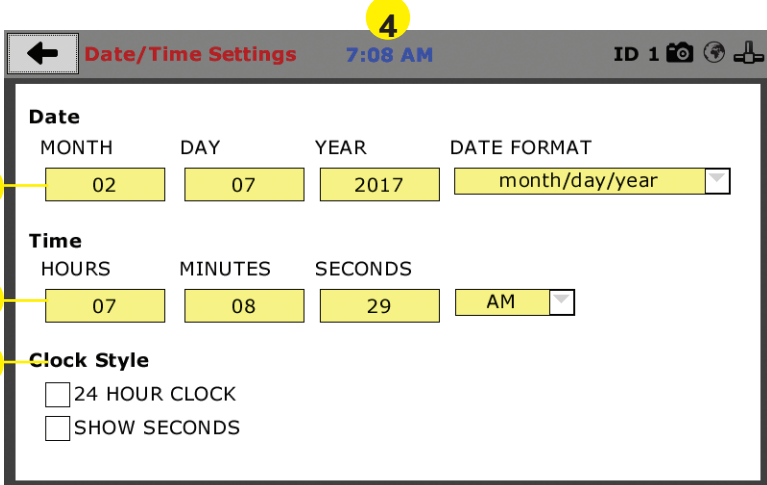 4
Date/Time Settings 7:08 AM ID 1
Date
MONTH DAY YEAR DATE FORMAT
02 07 2017 month/day/year
Time
HOURS MINUTES SECONDS
07 08 29 AM
Clock Style
24 HOUR CLOCK
SHOW SECONDS